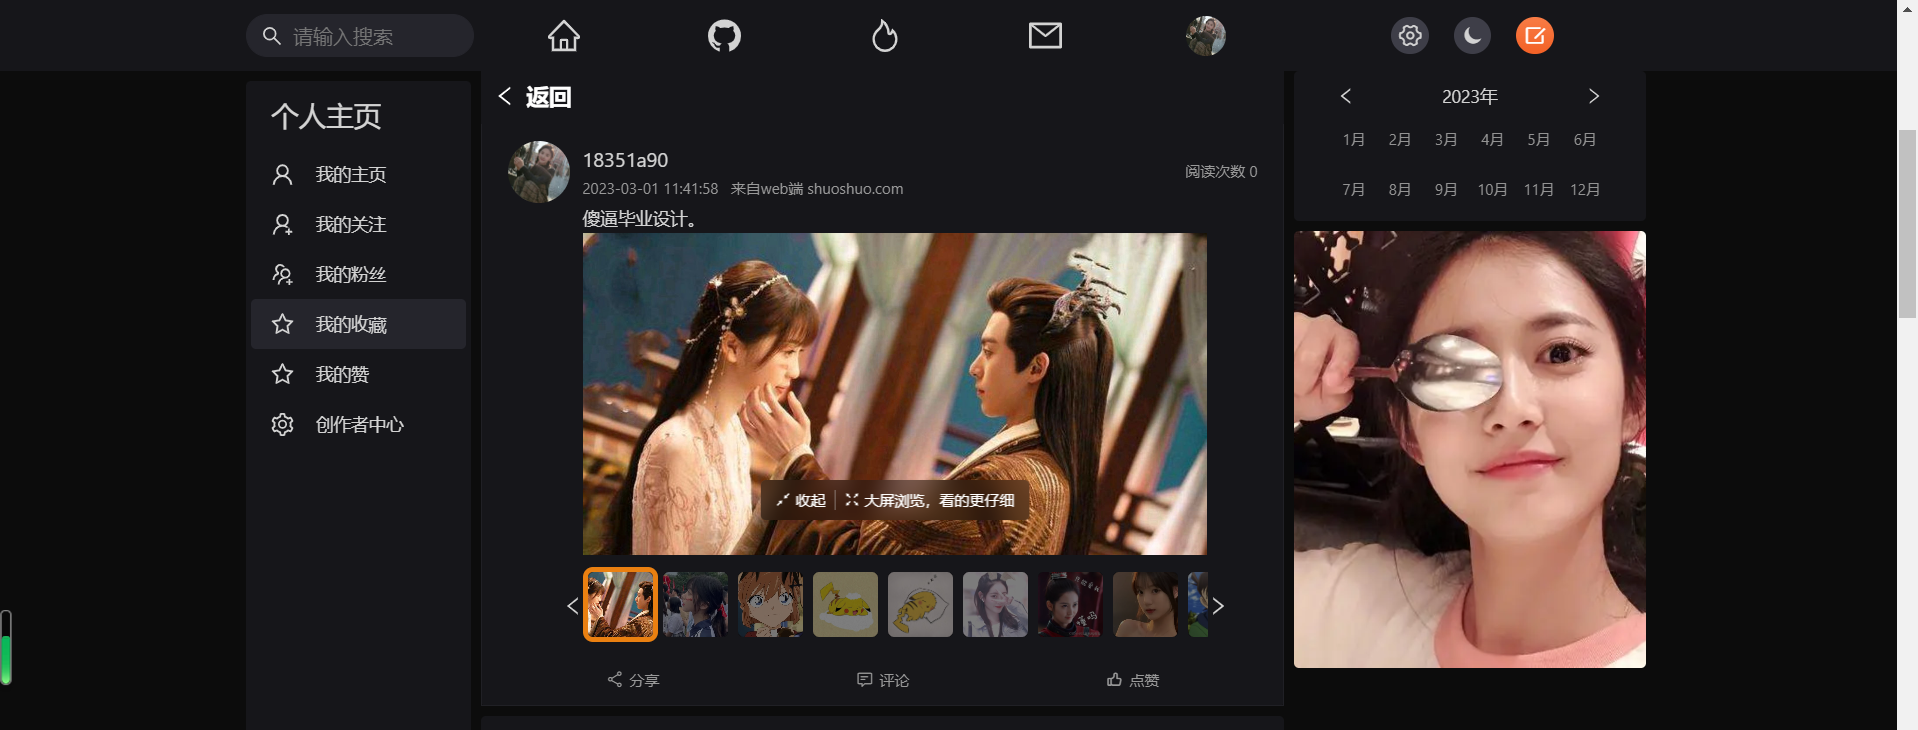 请输入搜索
个人主页
我的主页
我的关注
我的粉丝
我的收藏
我的赞
创作者中心
返回
18351a90
2023-03-01 11:41:58 来自web端 shuoshuo.com
阅读次数 0
傻逼毕业设计。
收起 大屏浏览，看的更仔细
分享
评论
点赞
2023年
1月 2月 3月 4月 5月 6月
7月 8月 9月 10月 11月 12月